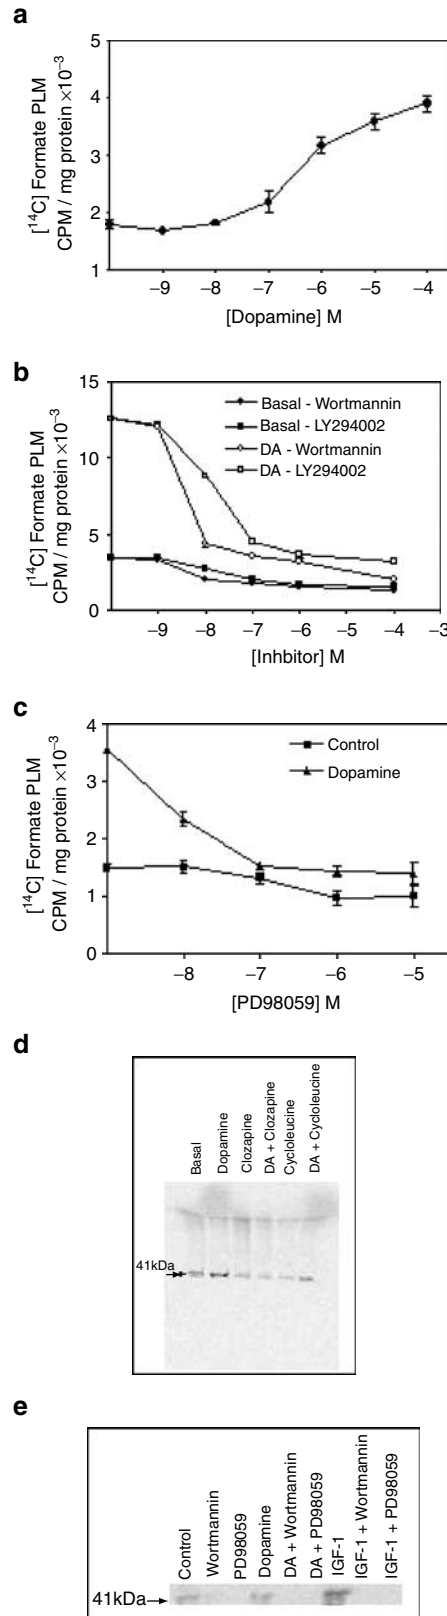 a
[¹⁴C] Formate PLM
CPM / mg protein ×10⁻³
5
4
3
2
1
–9 –8 –7 –6 –5 –4
[Dopamine] M
b
[¹⁴C] Formate PLM
CPM / mg protein ×10⁻³
15
10
5
0
Basal - Wortmannin
Basal - LY294002
DA - Wortmannin
DA - LY294002
–9 –8 –7 –6 –5 –4 –3
[Inhbitor] M
c
[¹⁴C] Formate PLM
CPM / mg protein ×10⁻³
4
3
2
1
0
Control
Dopamine
–8 –7 –6 –5
[PD98059] M
d
Basal
Dopamine
Clozapine
DA + Clozapine
Cycloleucine
DA + Cycloleucine
41kDa
e
Control
Wortmannin
PD98059
Dopamine
DA + Wortmannin
DA + PD98059
IGF-1
IGF-1 + Wortmannin
IGF-1 + PD98059
41kDa